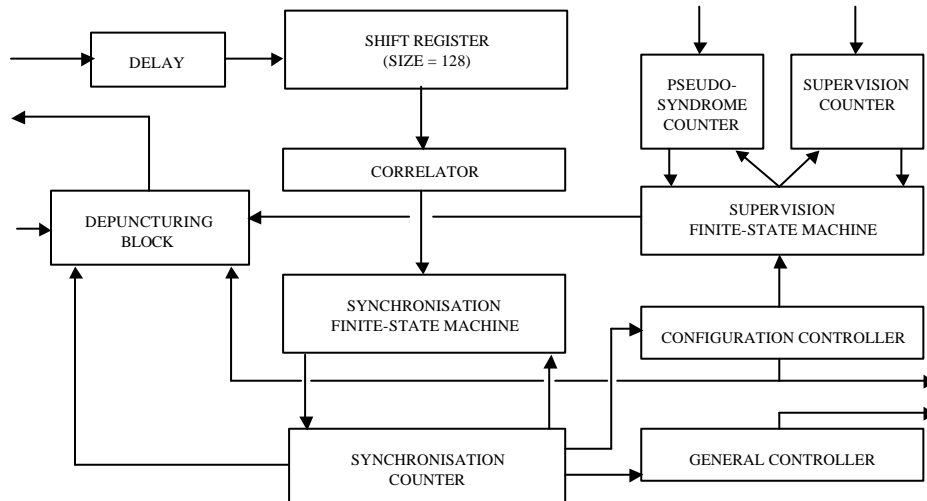 SHIFT REGISTER
(SIZE = 128)
DELAY
PSEUDO-
SYNDROME
COUNTER
SUPERVISION
COUNTER
CORRELATOR
DEPUNCTURING
BLOCK
SUPERVISION
FINITE-STATE MACHINE
SYNCHRONISATION
FINITE-STATE MACHINE
CONFIGURATION CONTROLLER
SYNCHRONISATION
COUNTER
GENERAL CONTROLLER